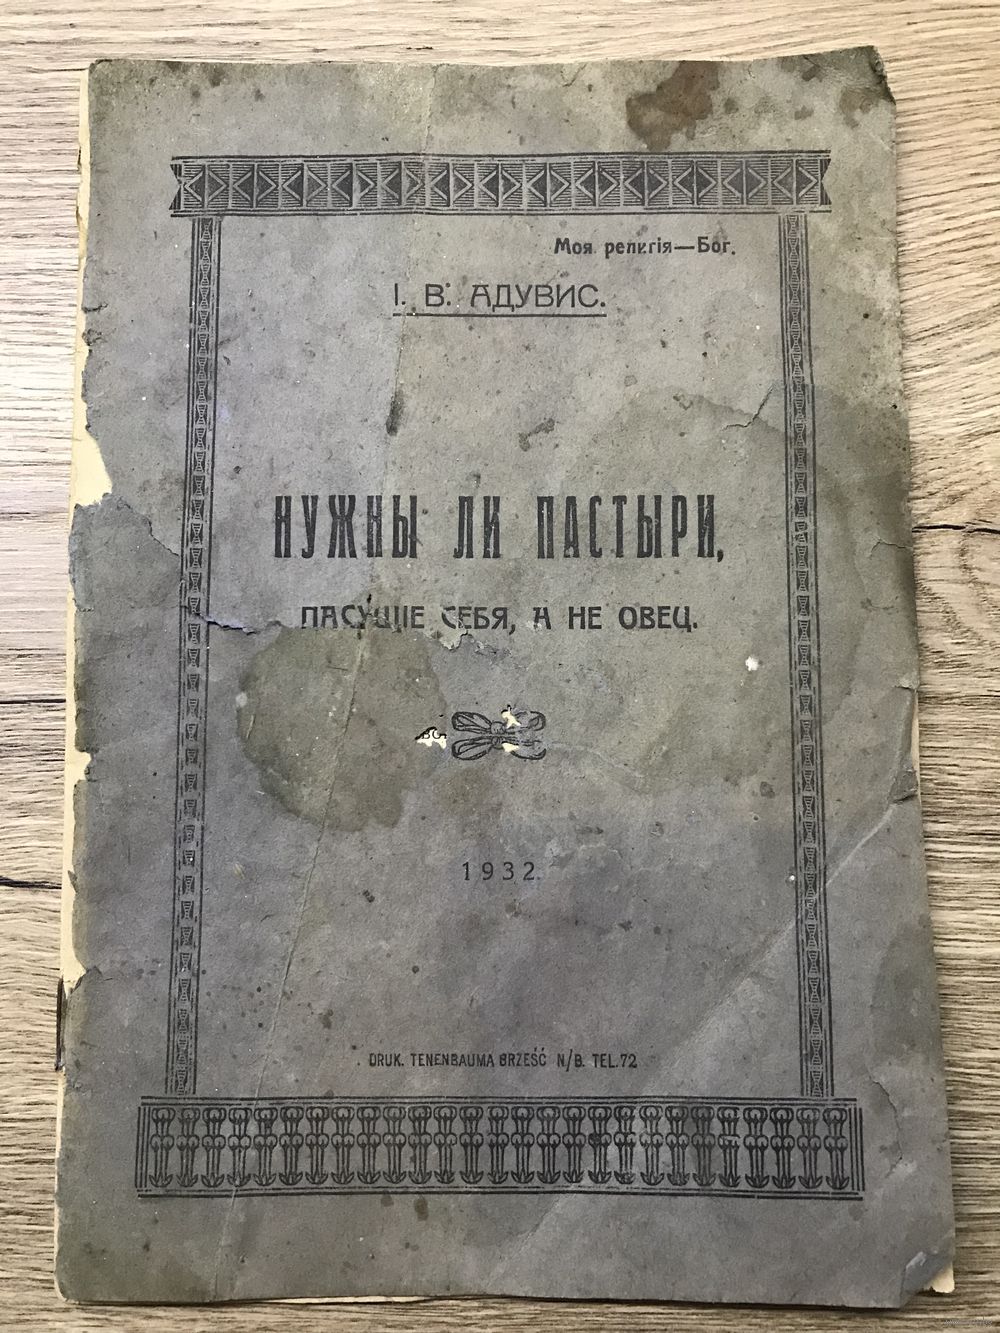 Моя религія—Бог.
І. В. АДУВИС.
НУЖНЫ ЛИ ПАСТЫРИ,
ПАСУЩІЕ СЕБЯ, А НЕ ОВЕЦ.
1932.
DRUK. TENENBAUMA BRZEŚĆ N/B. TEL.72